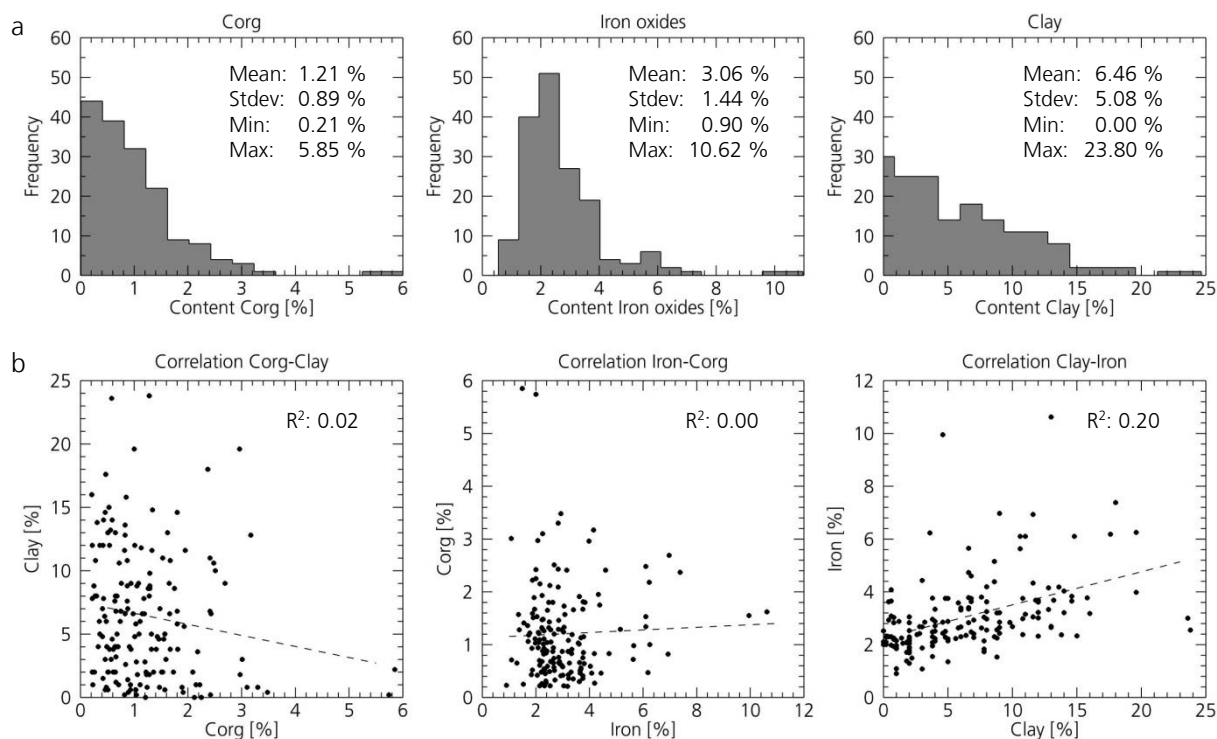 a
Corg
Mean: 1.21 %
Stdev: 0.89 %
Min: 0.21 %
Max: 5.85 %
Frequency
60
50
40
30
20
10
0
0 1 2 3 4 5 6
Content Corg [%]
Iron oxides
Mean: 3.06 %
Stdev: 1.44 %
Min: 0.90 %
Max: 10.62 %
Frequency
60
50
40
30
20
10
0
0 2 4 6 8 10
Content Iron oxides [%]
Clay
Mean: 6.46 %
Stdev: 5.08 %
Min: 0.00 %
Max: 23.80 %
Frequency
60
50
40
30
20
10
0
0 5 10 15 20 25
Content Clay [%]
b
Correlation Corg-Clay
R²: 0.02
Clay [%]
25
20
15
10
5
0
0 1 2 3 4 5 6
Corg [%]
Correlation Iron-Corg
R²: 0.00
Corg [%]
6
5
4
3
2
1
0
0 2 4 6 8 10 12
Iron [%]
Correlation Clay-Iron
R²: 0.20
Iron [%]
12
10
8
6
4
2
0
0 5 10 15 20 25
Clay [%]